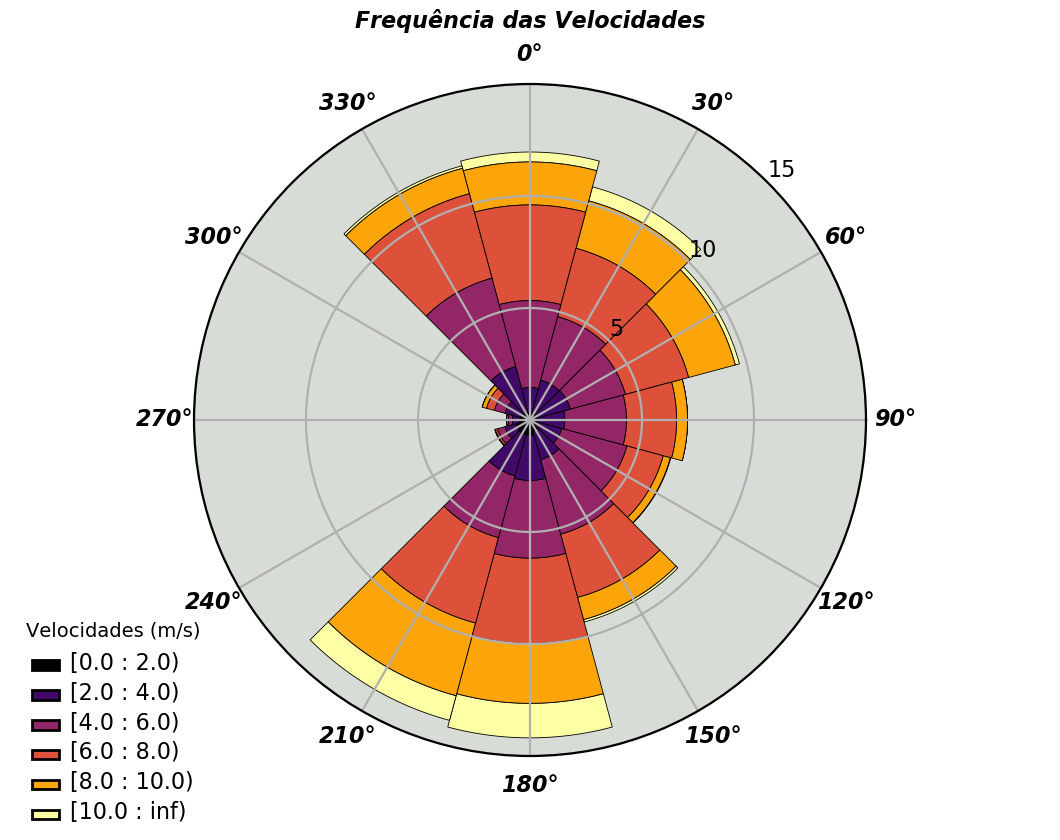 Frequência das Velocidades
0°
330°
30°
15
300°
60°
10
5
270°
90°
240°
120°
210°
150°
180°
Velocidades (m/s)
[0.0 : 2.0)
[2.0 : 4.0)
[4.0 : 6.0)
[6.0 : 8.0)
[8.0 : 10.0)
[10.0 : inf)